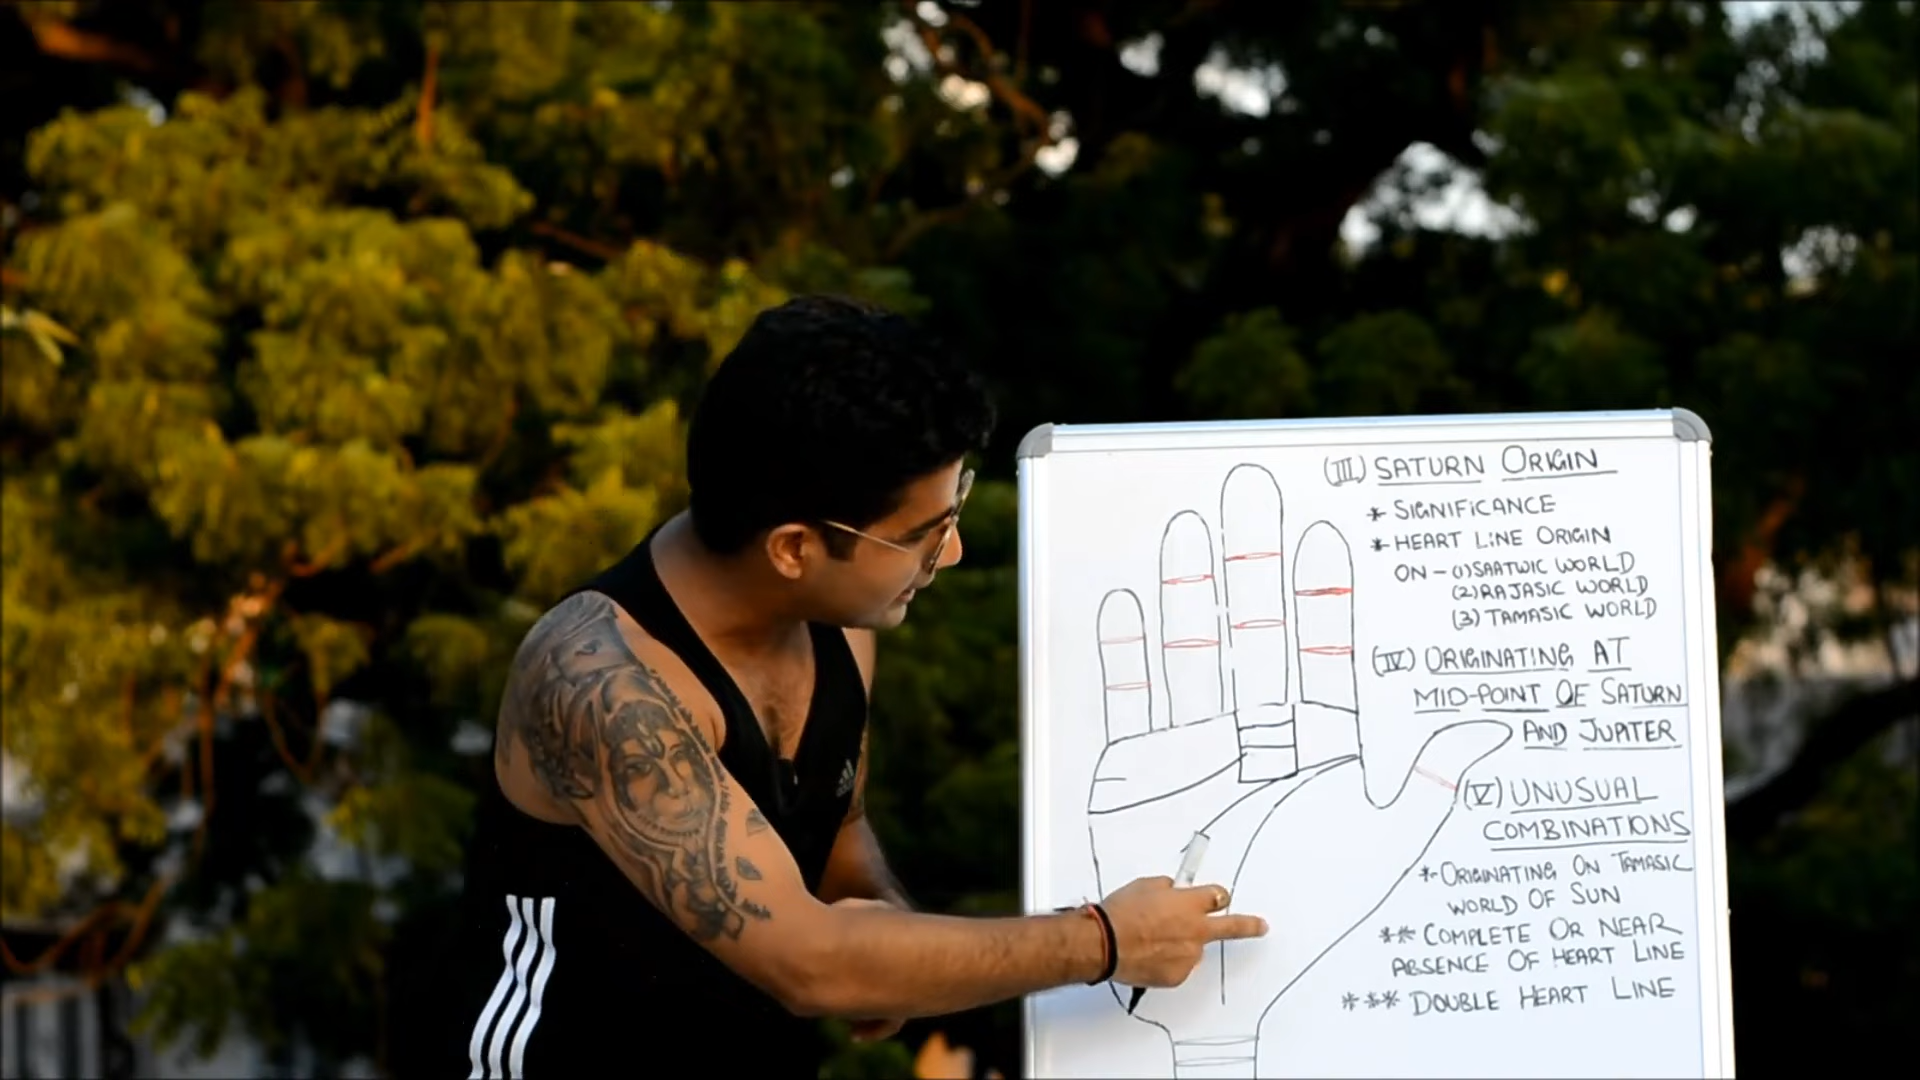 (III) SATURN ORIGIN
* SIGNIFICANCE
* HEART LINE ORIGIN
ON - (1) SAATWIC WORLD
(2) RAJASIC WORLD
(3) TAMASIC WORLD
(IV) ORIGINATING AT
MID-POINT OF SATURN
AND JUPITER
(V) UNUSUAL
COMBINATIONS
* ORIGINATING ON TAMASIC
WORLD OF SUN
** COMPLETE OR NEAR
ABSENCE OF HEART LINE
*** DOUBLE HEART LINE